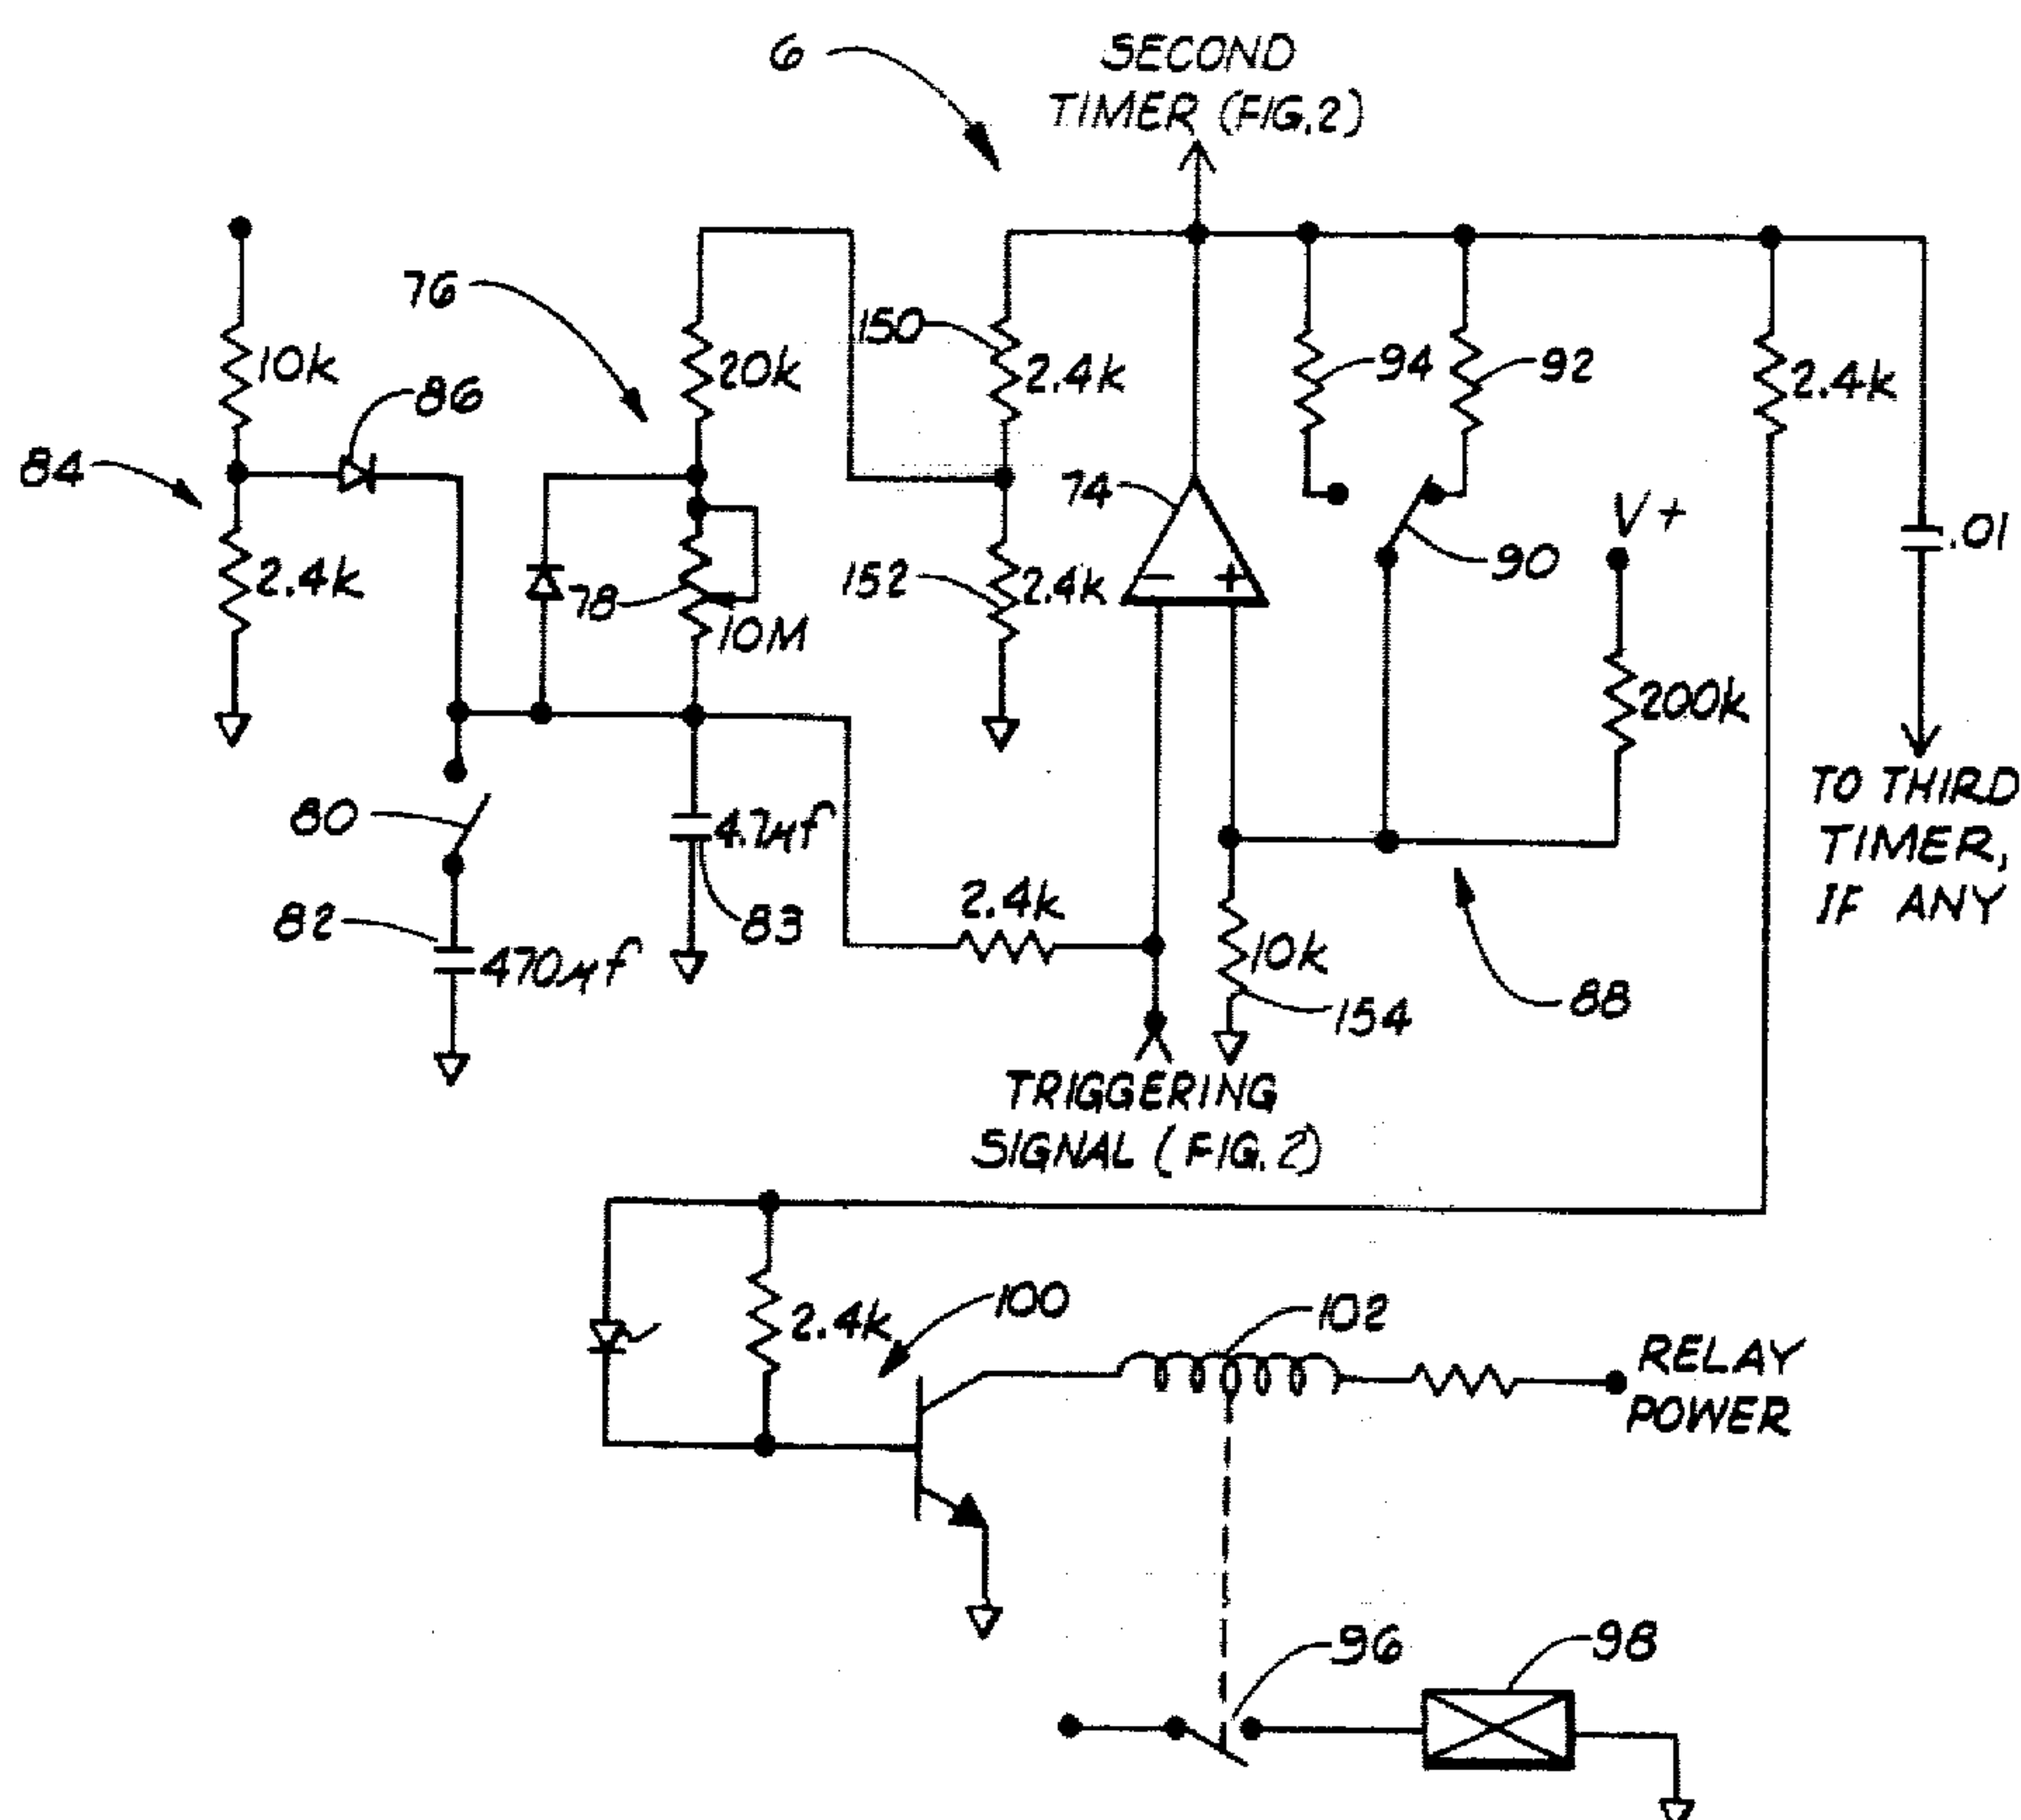 6
SECOND
TIMER (FIG. 2)
76
10k
86
20k
150
2.4k
94
92
2.4k
84
74
V+
2.4k
78
10M
152
2.4k
− +
90
.01
200k
80
4.7µf
TO THIRD
TIMER,
IF ANY
82
470µf
83
2.4k
10k
154
88
TRIGGERING
SIGNAL (FIG. 2)
2.4k
100
102
RELAY
POWER
96
98